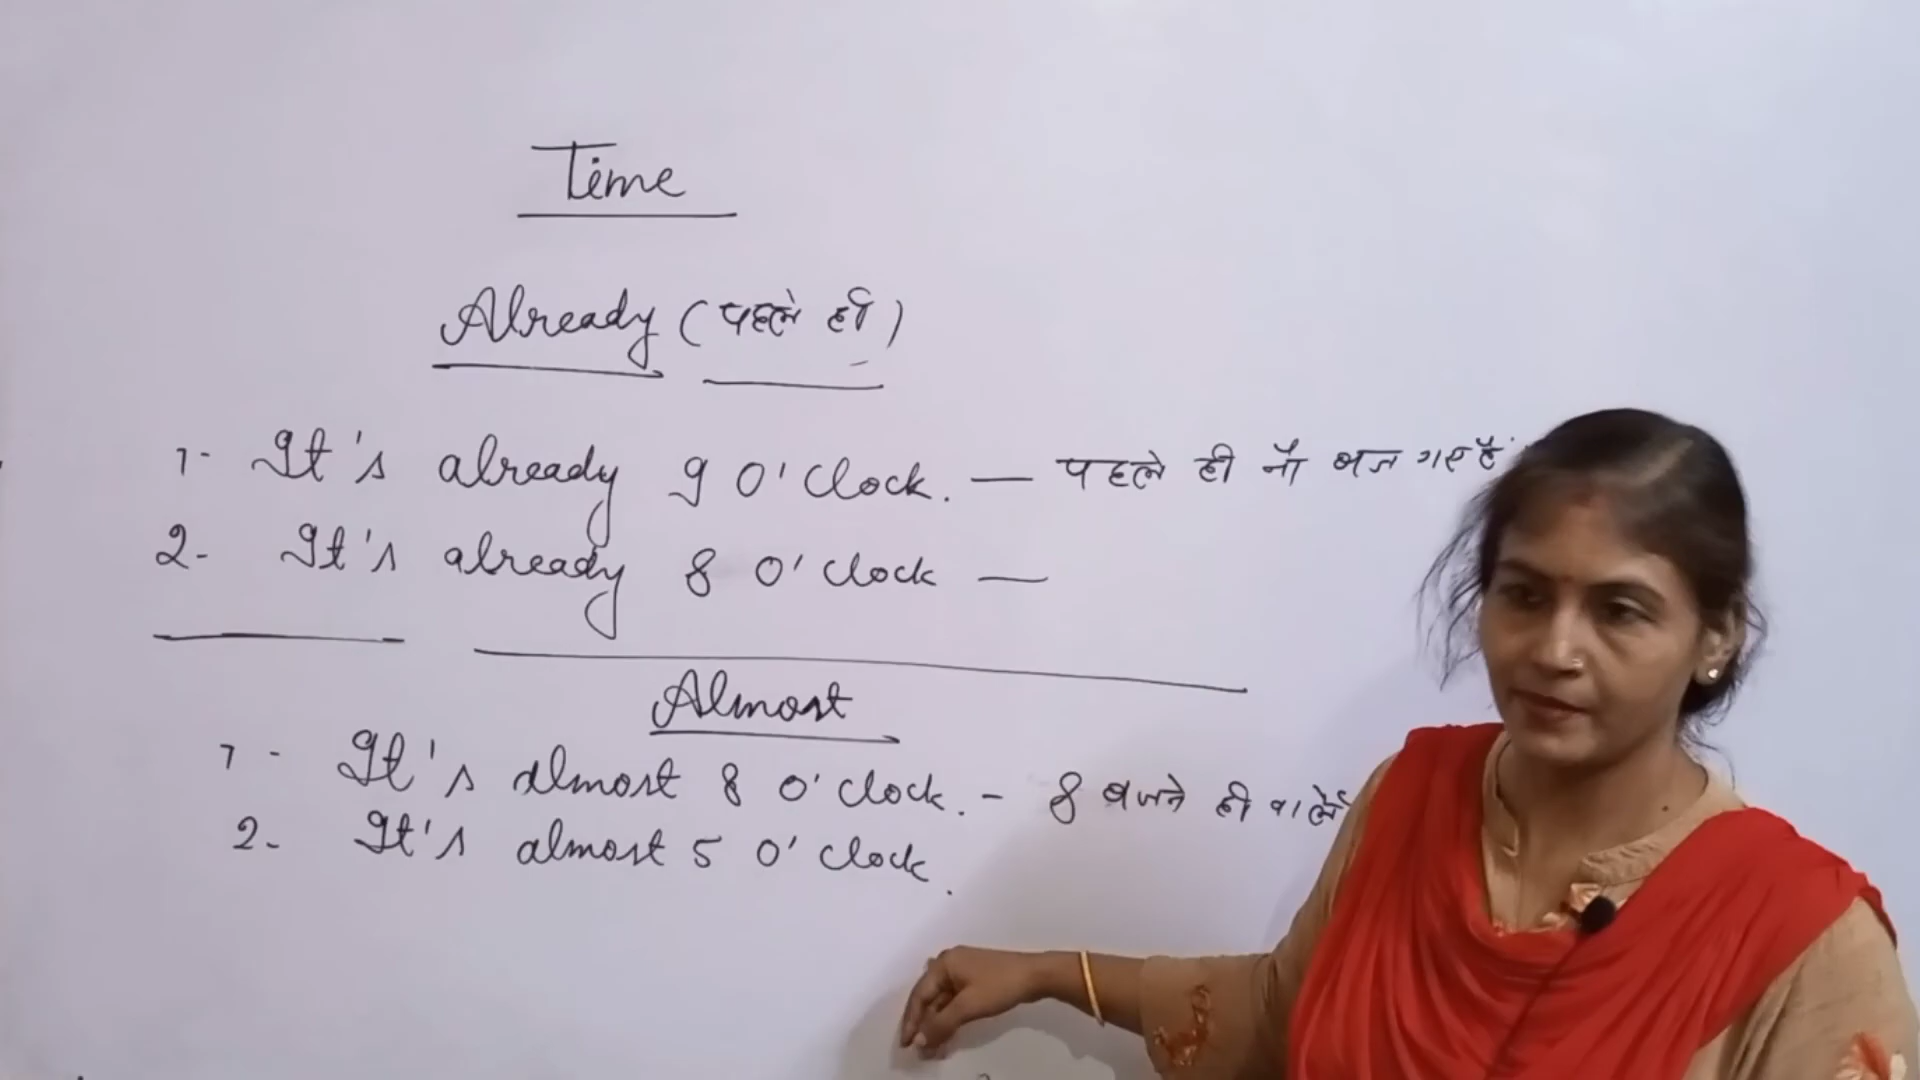 Time
Already (पहले ही)
1- It's already 9 O'Clock. — पहले ही नौ बज गए हैं
2- It's already 8 O'Clock —
Almost
1- It's almost 8 O'Clock. - 8 बजने ही वाले
2- It's almost 5 O'Clock.